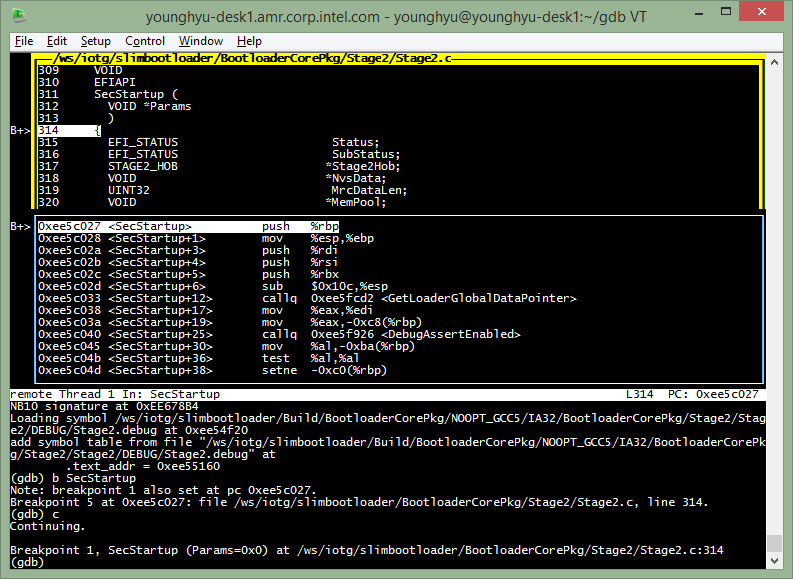 younghyu-desk1.amr.corp.intel.com - younghyu@younghyu-desk1:~/gdb VT
File Edit Setup Control Window Help
/ws/iotg/slimbootloader/BootloaderCorePkg/Stage2/Stage2.c
309 VOID
310 EFIAPI
311 SecStartup (
312 VOID *Params
313 )
B+> 314 {
315 EFI_STATUS Status;
316 EFI_STATUS SubStatus;
317 STAGE2_HOB *Stage2Hob;
318 VOID *NvsData;
319 UINT32 MrcDataLen;
320 VOID *MemPool;
B+> 0xee5c027 <SecStartup> push %rbp
0xee5c028 <SecStartup+1> mov %esp,%ebp
0xee5c02a <SecStartup+3> push %rdi
0xee5c02b <SecStartup+4> push %rsi
0xee5c02c <SecStartup+5> push %rbx
0xee5c02d <SecStartup+6> sub $0x10c,%esp
0xee5c033 <SecStartup+12> callq 0xee5fcd2 <GetLoaderGlobalDataPointer>
0xee5c038 <SecStartup+17> mov %eax,%edi
0xee5c03a <SecStartup+19> mov %eax,-0xc8(%rbp)
0xee5c040 <SecStartup+25> callq 0xee5f926 <DebugAssertEnabled>
0xee5c045 <SecStartup+30> mov %al,-0xba(%rbp)
0xee5c04b <SecStartup+36> test %al,%al
0xee5c04d <SecStartup+38> setne -0xc0(%rbp)
remote Thread 1 In: SecStartup L314 PC: 0xee5c027
NB10 signature at 0xEE678B4
Loading symbol /ws/iotg/slimbootloader/Build/BootloaderCorePkg/NOOPT_GCC5/IA32/BootloaderCorePkg/Stage2/Stag
e2/DEBUG/Stage2.debug at 0xee54f20
add symbol table from file "/ws/iotg/slimbootloader/Build/BootloaderCorePkg/NOOPT_GCC5/IA32/BootloaderCorePk
g/Stage2/Stage2/DEBUG/Stage2.debug" at
.text_addr = 0xee55160
(gdb) b SecStartup
Note: breakpoint 1 also set at pc 0xee5c027.
Breakpoint 5 at 0xee5c027: file /ws/iotg/slimbootloader/BootloaderCorePkg/Stage2/Stage2.c, line 314.
(gdb) c
Continuing.
Breakpoint 1, SecStartup (Params=0x0) at /ws/iotg/slimbootloader/BootloaderCorePkg/Stage2/Stage2.c:314
(gdb)